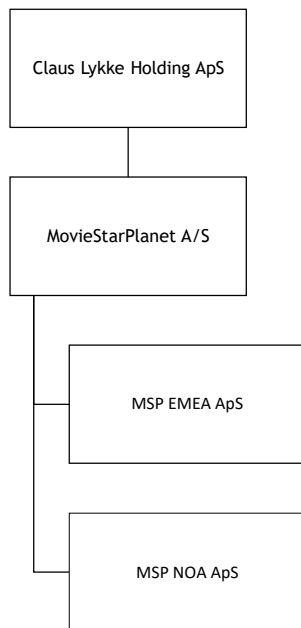 Claus Lykke Holding ApS
MovieStarPlanet A/S
MSP EMEA ApS
MSP NOA ApS